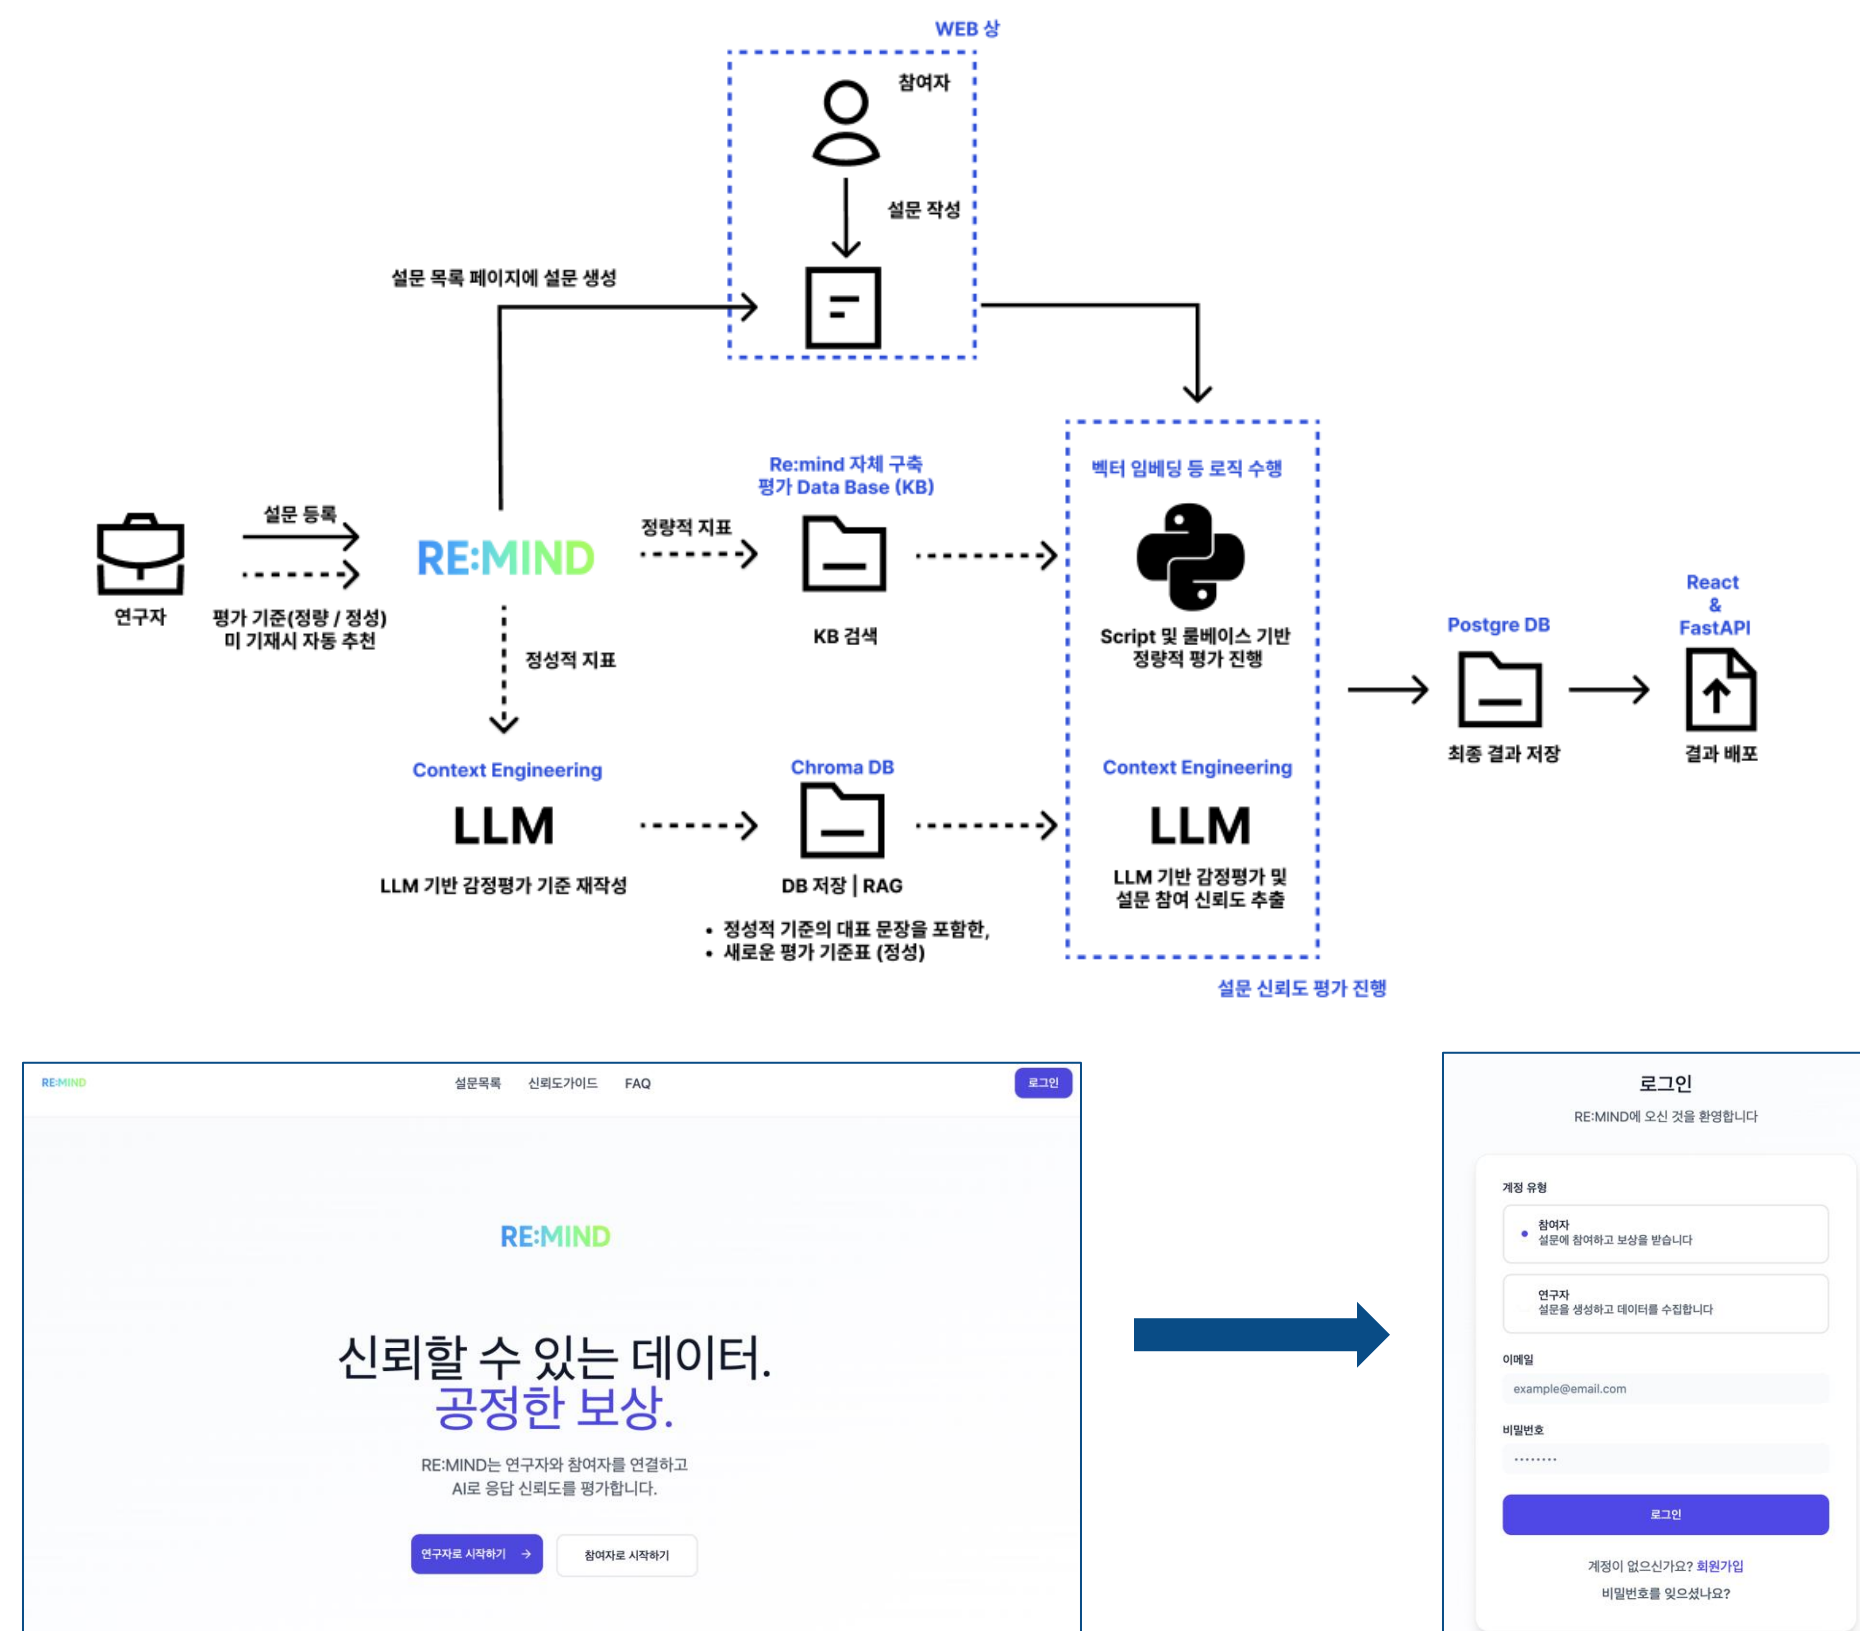 WEB 상
참여자
설문 작성
설문 목록 페이지에 설문 생성
Re:mind 자체 구축
평가 Data Base (KB)
벡터 임베딩 등 로직 수행
설문 등록
정량적 지표
RE:MIND
연구자
평가 기준(정량 / 정성)
미 기재시 자동 추천
KB 검색
Script 및 룰베이스 기반
정량적 평가 진행
정성적 지표
Postgre DB
최종 결과 저장
React
&
FastAPI
결과 배포
Context Engineering
LLM
LLM 기반 감정평가 기준 재작성
Chroma DB
DB 저장 | RAG
• 정성적 기준의 대표 문장을 포함한,
• 새로운 평가 기준표 (정성)
Context Engineering
LLM
LLM 기반 감정평가 및
설문 참여 신뢰도 추출
설문 신뢰도 평가 진행
RE:MIND
설문목록 신뢰도가이드 FAQ
로그인
RE:MIND
신뢰할 수 있는 데이터.
공정한 보상.
RE:MIND는 연구자와 참여자를 연결하고
AI로 응답 신뢰도를 평가합니다.
연구자로 시작하기 →
참여자로 시작하기
로그인
RE:MIND에 오신 것을 환영합니다
계정 유형
참여자
설문에 참여하고 보상을 받습니다
연구자
설문을 생성하고 데이터를 수집합니다
이메일
example@email.com
비밀번호
••••••••
로그인
계정이 없으신가요? 회원가입
비밀번호를 잊으셨나요?